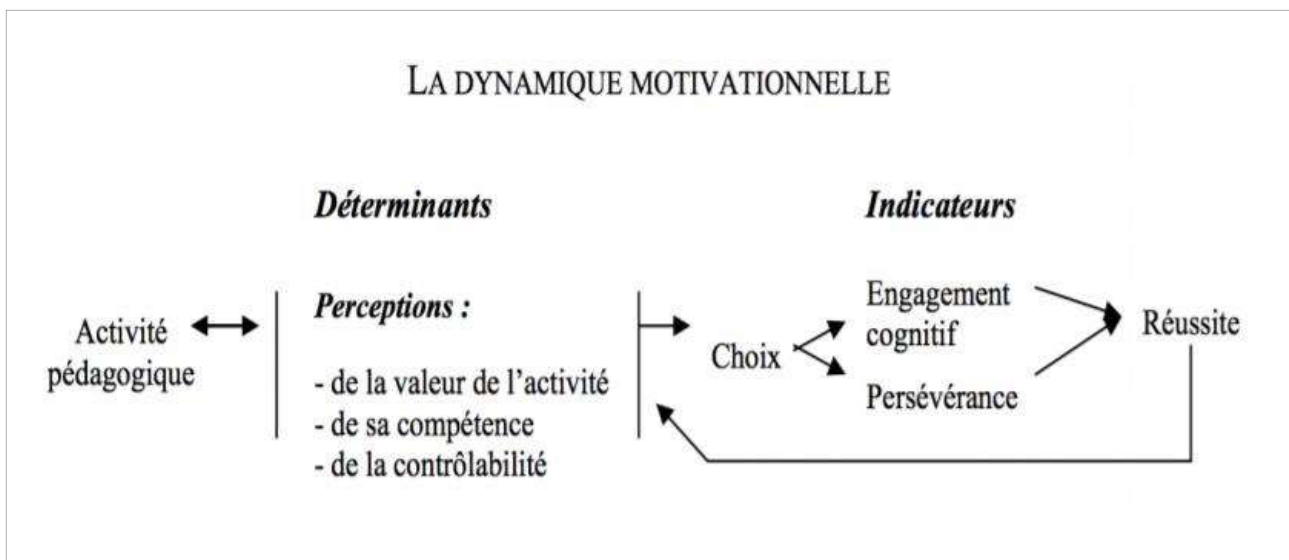 LA DYNAMIQUE MOTIVATIONNELLE
Déterminants
Indicateurs
Activité
pédagogique
Perceptions :
- de la valeur de l'activité
- de sa compétence
- de la contrôlabilité
Choix
Engagement
cognitif
Persévérance
Réussite